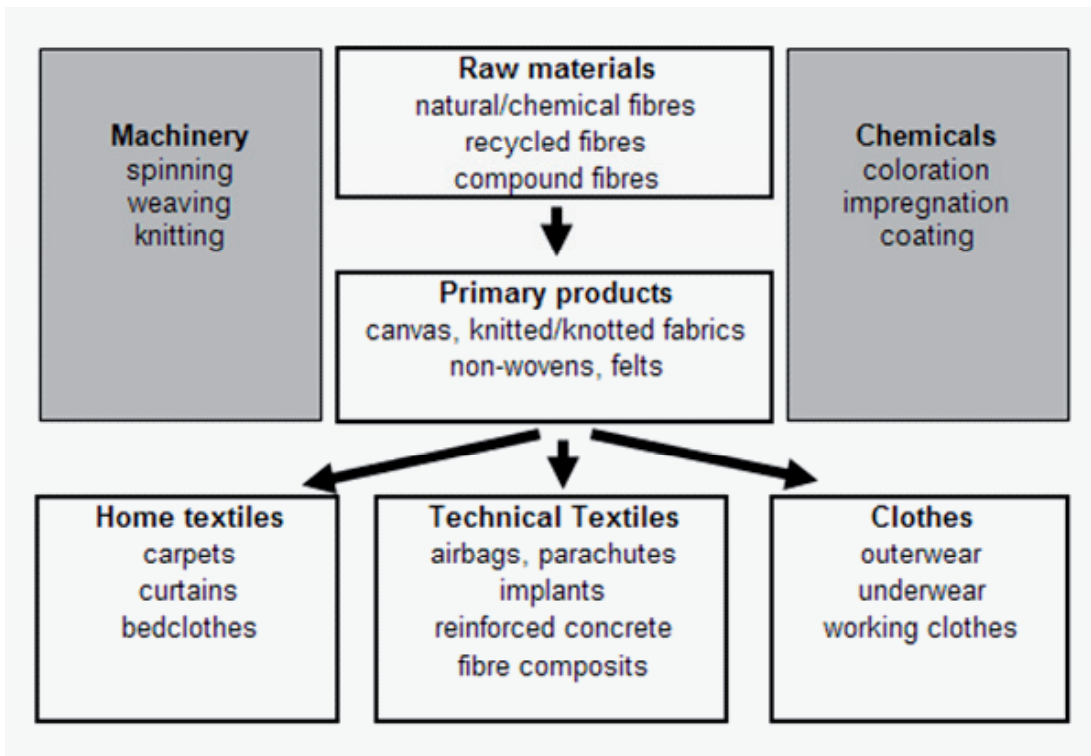 Machinery
spinning
weaving
knitting
Raw materials
natural/chemical fibres
recycled fibres
compound fibres
Chemicals
coloration
impregnation
coating
Primary products
canvas, knitted/knotted fabrics
non-wovens, felts
Home textiles
carpets
curtains
bedclothes
Technical Textiles
airbags, parachutes
implants
reinforced concrete
fibre composits
Clothes
outerwear
underwear
working clothes